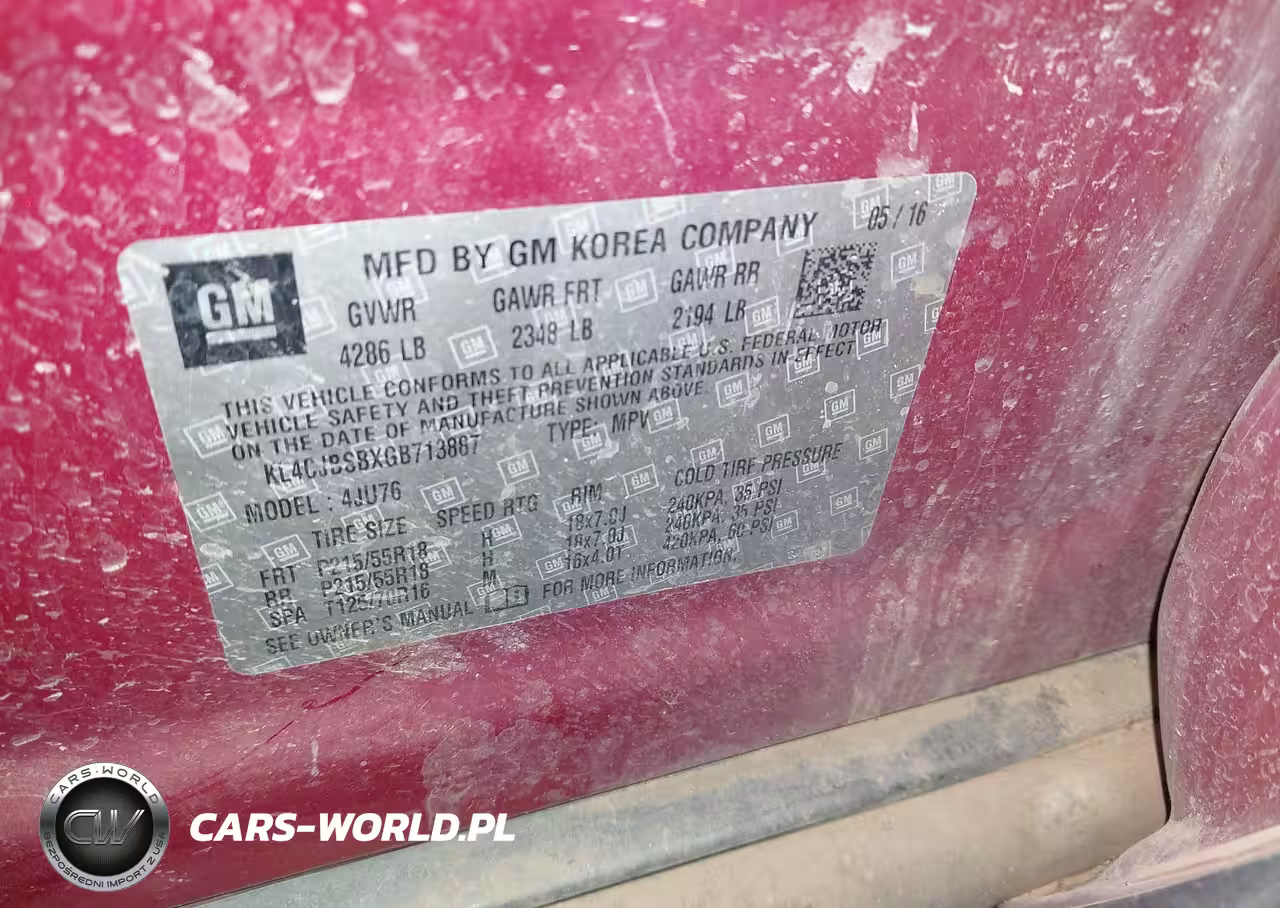 GM
MFD BY GM KOREA COMPANY 05/16
GVWR GAWR FRT GAWR RR
4286 LB 2348 LB 2194 LB
THIS VEHICLE CONFORMS TO ALL APPLICABLE U.S. FEDERAL MOTOR
VEHICLE SAFETY AND THEFT PREVENTION STANDARDS IN EFFECT
ON THE DATE OF MANUFACTURE SHOWN ABOVE.
KL4CJBSBXGB713887 TYPE: MPV
MODEL: 4JU76
TIRE SIZE SPEED RTG RIM COLD TIRE PRESSURE
FRT P215/55R18 H 18x7.0J 240KPA, 35 PSI
RR P215/55R18 H 18x7.0J 240KPA, 35 PSI
SPA T125/70R16 M 16x4.0T 420KPA, 60 PSI
SEE OWNER'S MANUAL FOR MORE INFORMATION.
CARS-WORLD
CW
BEZPOŚREDNI IMPORT Z USA
CARS-WORLD.PL